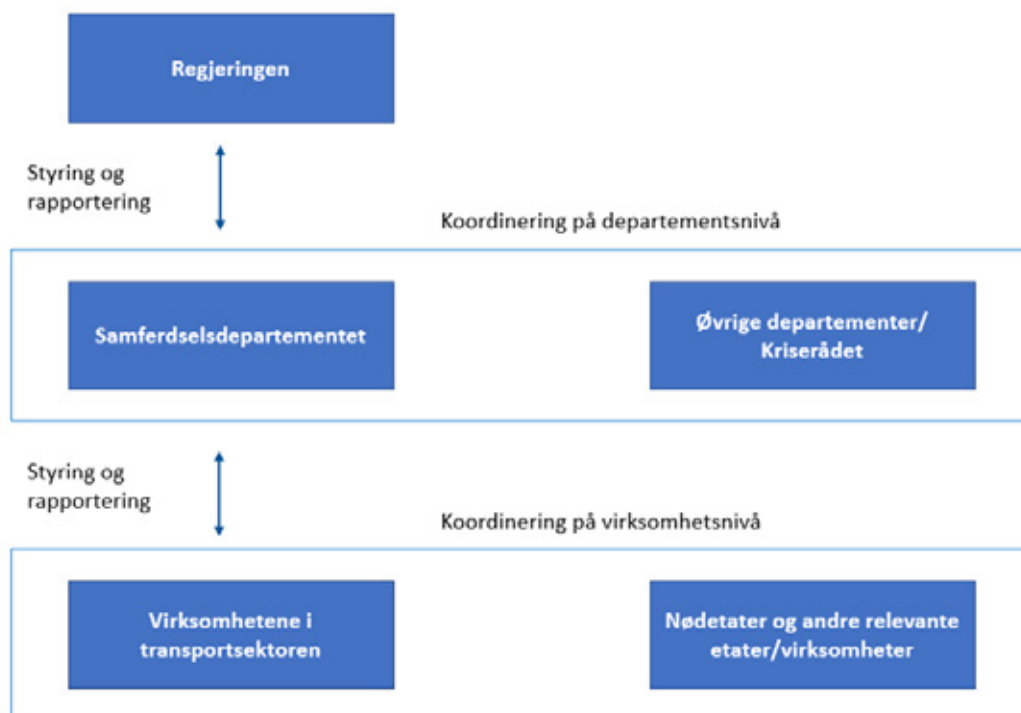 Regjeringen
Styring og
rapportering
Koordinering på departementsnivå
Samferdselsdepartementet
Øvrige departementer/
Kriserådet
Styring og
rapportering
Koordinering på virksomhetsnivå
Virksomhetene i
transportsektoren
Nødetater og andre relevante
etater/virksomheter